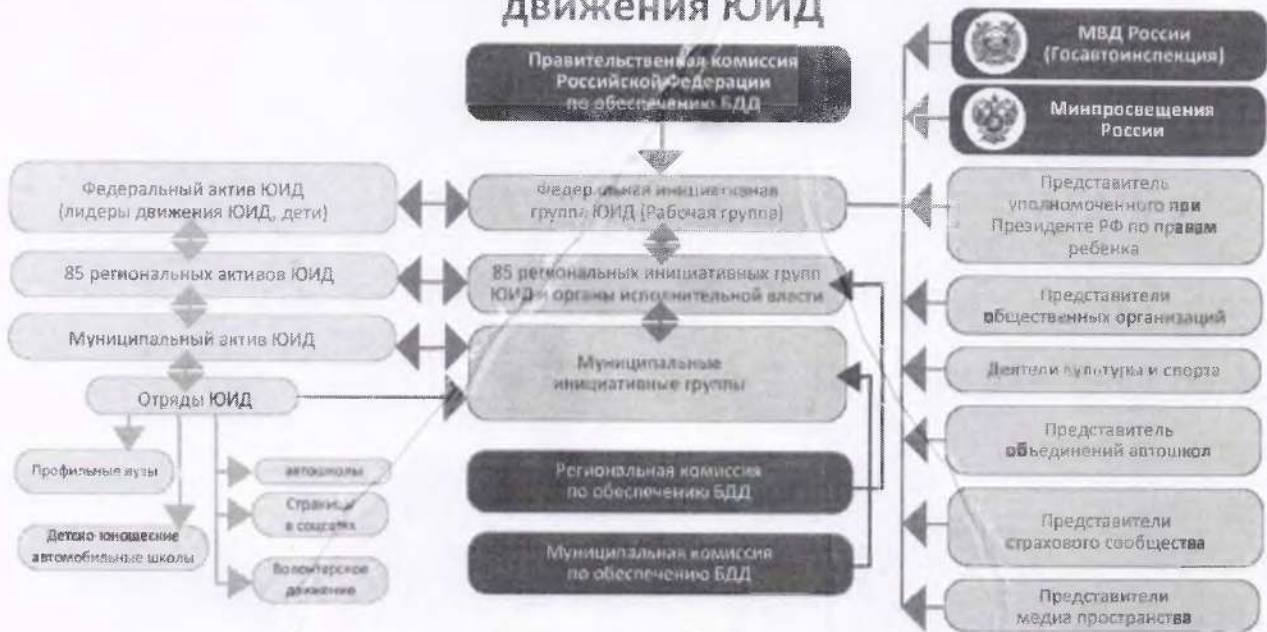 движения ЮИД
Правительственная комиссия
Российской Федерации
по обеспечению БДД
МВД России
(Госавтоинспекция)
Минпросвещения
России
Федеральный актив ЮИД
(лидеры движения ЮИД, дети)
Федеральная инициативная
группа ЮИД (Рабочая группа)
Представитель
уполномоченного при
Президенте РФ по правам
ребенка
85 региональных активов ЮИД
85 региональных инициативных групп
ЮИД и органы исполнительной власти
Представители
общественных организаций
Муниципальный актив ЮИД
Муниципальные
инициативные группы
Деятели культуры и спорта
Отряды ЮИД
Представитель
объединений автошкол
Профильные вузы
автошколы
Региональная комиссия
по обеспечению БДД
Страницы
в соцсетях
Представители
страхового сообщества
Детско-юношеские
автомобильные школы
Муниципальная комиссия
по обеспечению БДД
Волонтерское
движение
Представители
медиа пространства